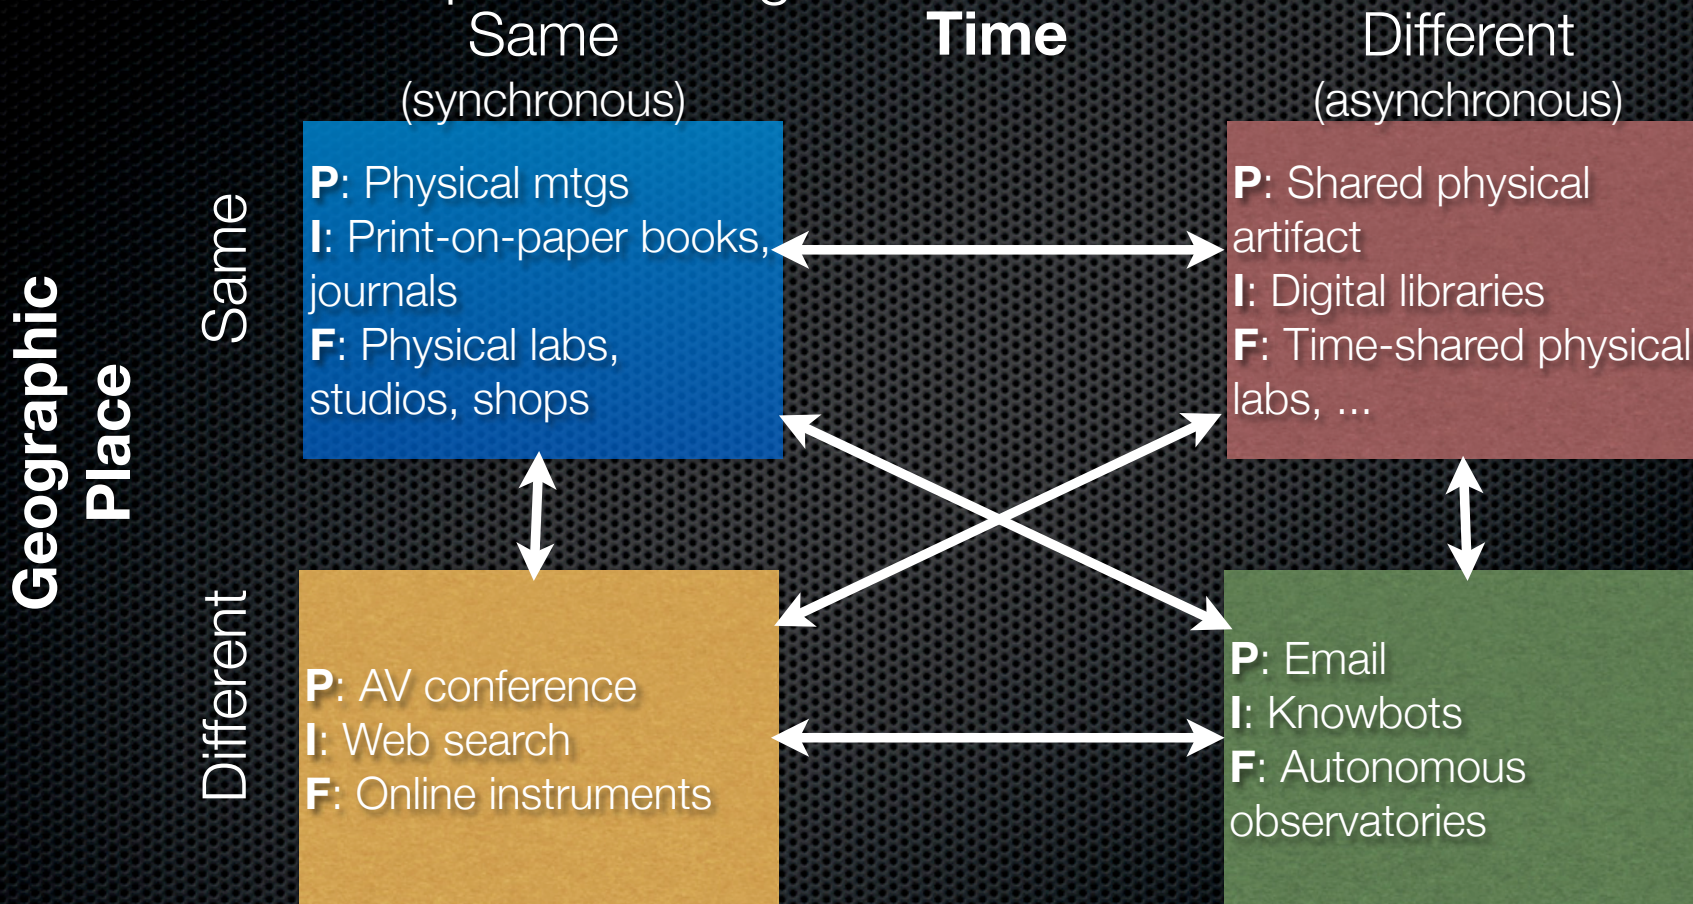 Same
Time
Different
(synchronous)
(asynchronous)
Geographic
Place
Same
P: Physical mtgs
I: Print-on-paper books,
journals
F: Physical labs,
studios, shops
P: Shared physical
artifact
I: Digital libraries
F: Time-shared physical
labs, ...
Different
P: AV conference
I: Web search
F: Online instruments
P: Email
I: Knowbots
F: Autonomous
observatories